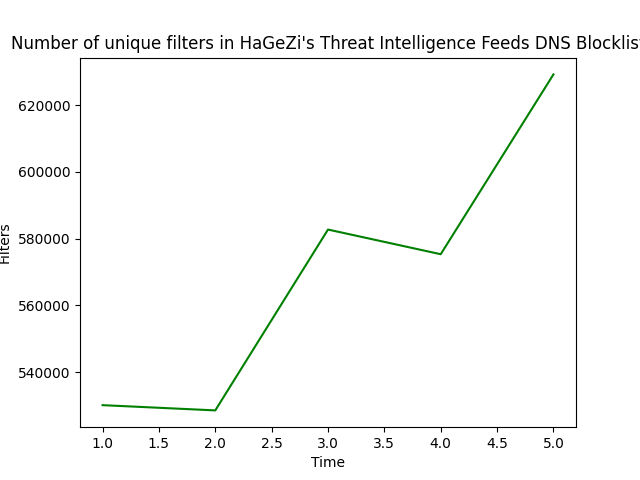 Number of unique filters in HaGeZi's Threat Intelligence Feeds DNS Blocklis
620000
600000
580000
560000
540000
Filters
1.0 1.5 2.0 2.5 3.0 3.5 4.0 4.5 5.0
Time